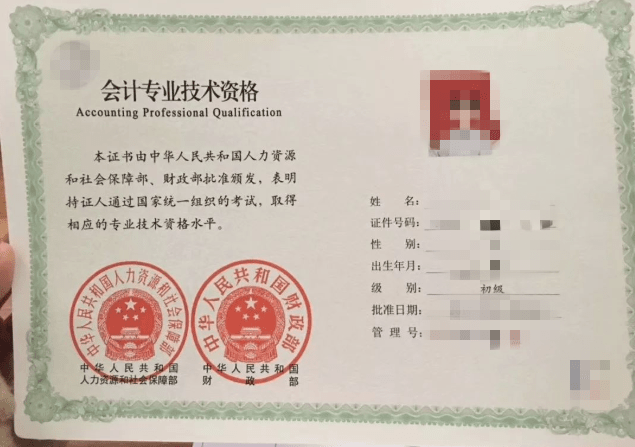 会计专业技术资格
Accounting Professional Qualification
本证书由中华人民共和国人力资源
和社会保障部、财政部批准颁发，表明
持证人通过国家统一组织的考试，取得
相应的专业技术资格水平。
中华人民共和国人力资源和社会保障部
中华人民共和国财政部
中华人民共和国
人力资源和社会保障部
中华人民共和国
财政部
姓名：
证件号码：
性别：
出生年月：
级别：初级
批准日期：
管理号：